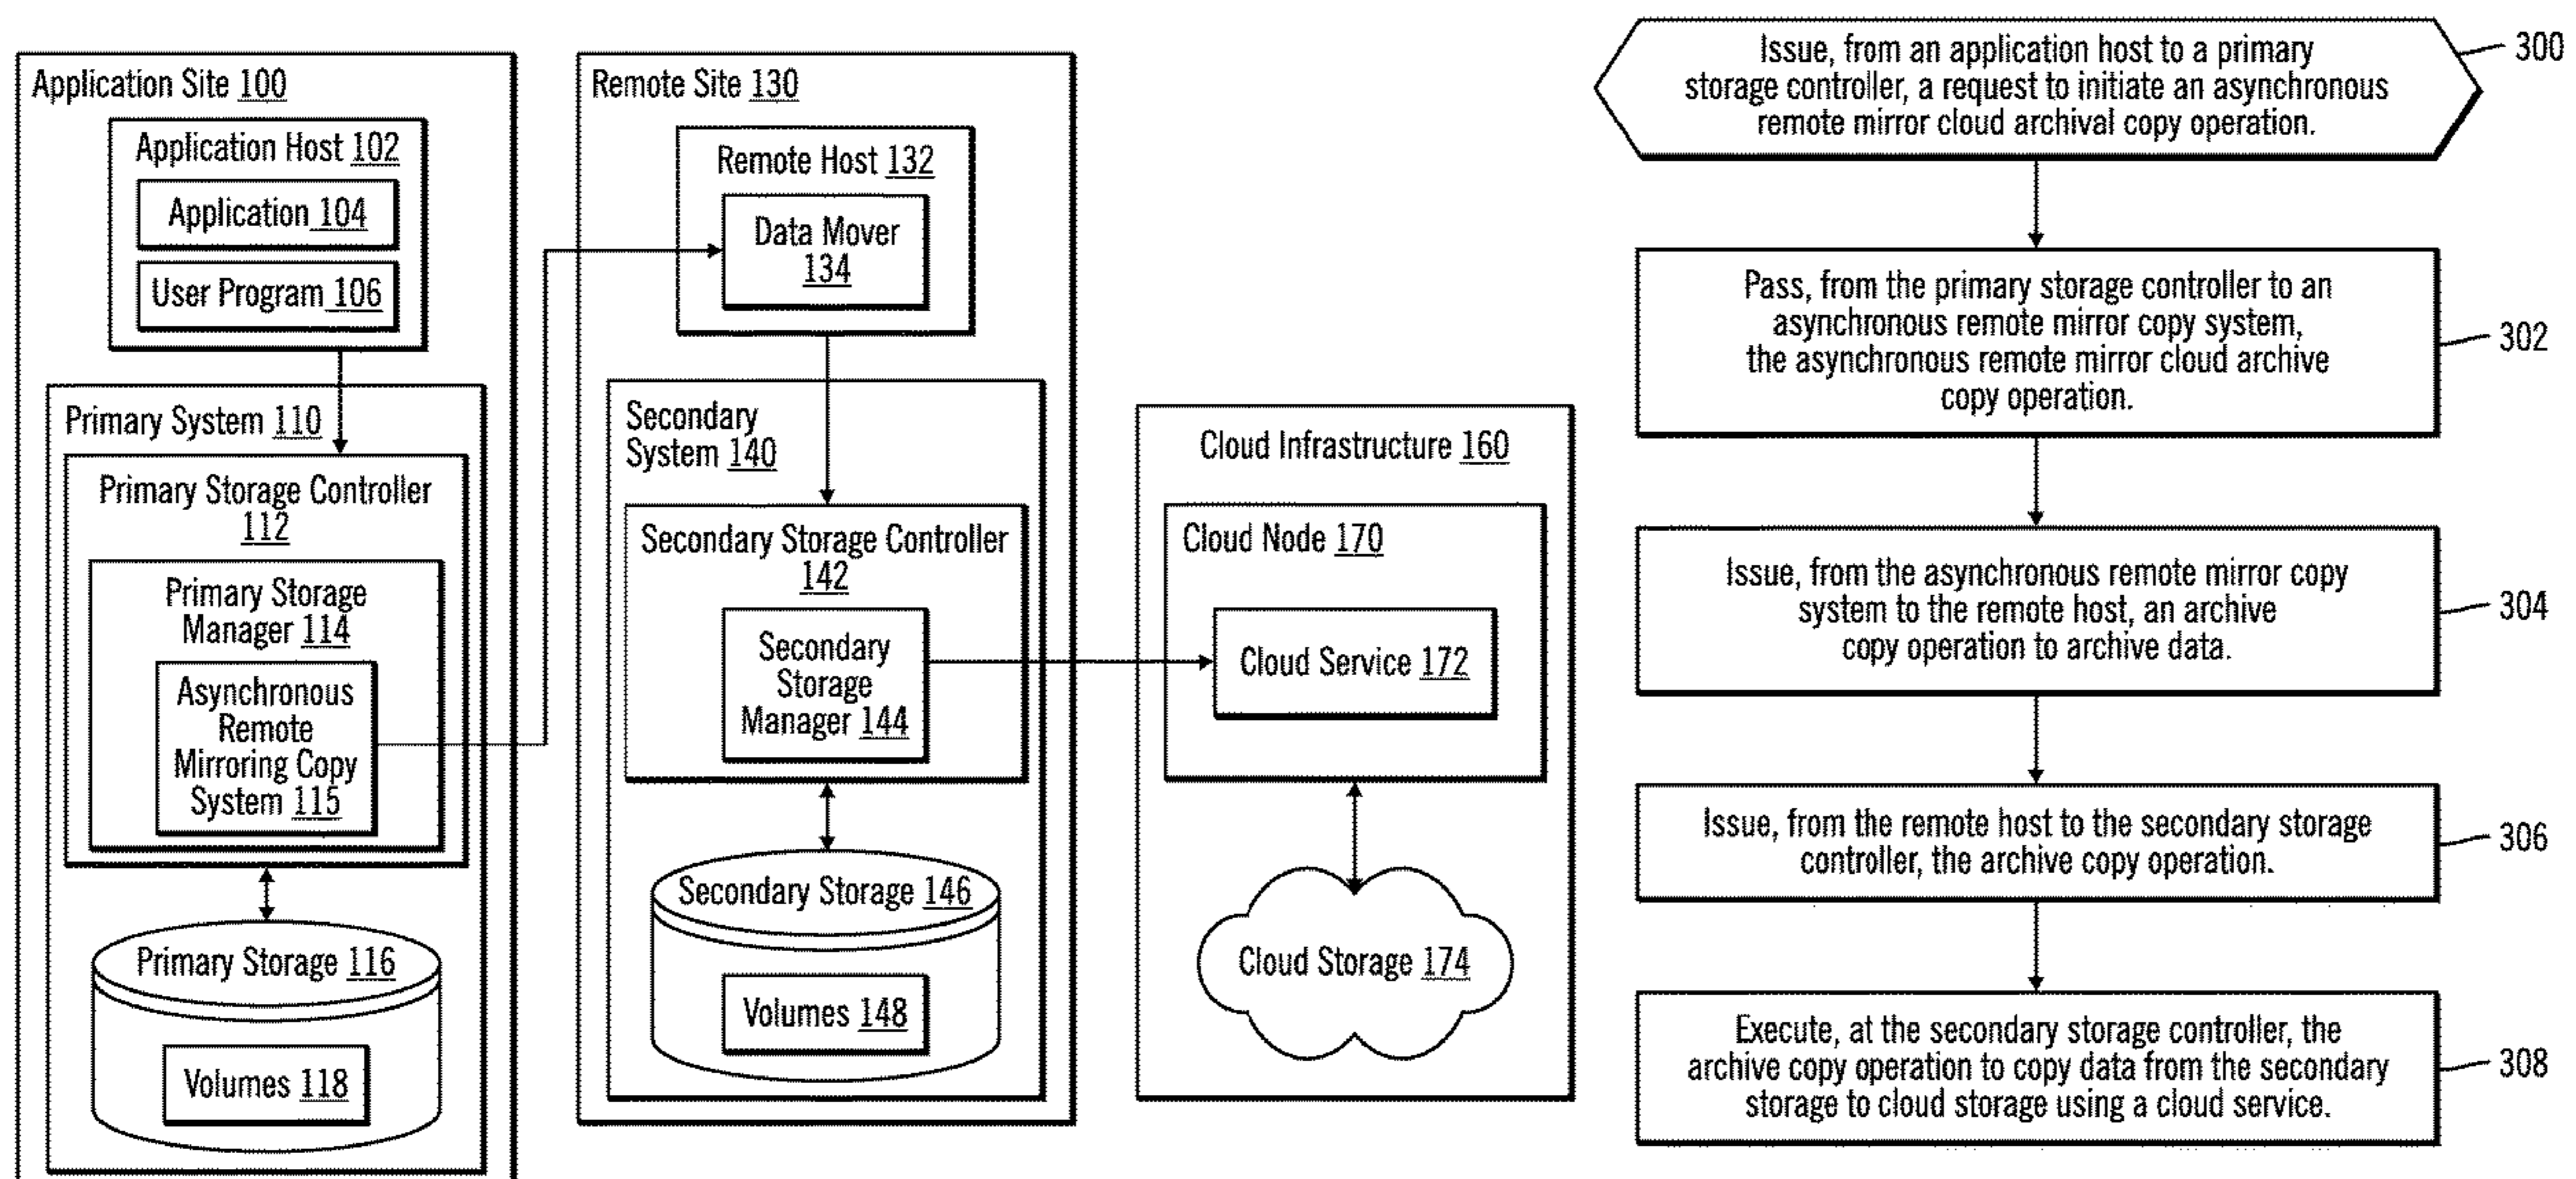 Application Site 100
Application Host 102
Application 104
User Program 106
Primary System 110
Primary Storage Controller
112
Primary Storage
Manager 114
Asynchronous
Remote
Mirroring Copy
System 115
Primary Storage 116
Volumes 118
Remote Site 130
Remote Host 132
Data Mover
134
Secondary
System 140
Secondary Storage Controller
142
Secondary
Storage
Manager 144
Secondary Storage 146
Volumes 148
Cloud Infrastructure 160
Cloud Node 170
Cloud Service 172
Cloud Storage 174
Issue, from an application host to a primary
storage controller, a request to initiate an asynchronous
remote mirror cloud archival copy operation.
300
Pass, from the primary storage controller to an
asynchronous remote mirror copy system,
the asynchronous remote mirror cloud archive
copy operation.
302
Issue, from the asynchronous remote mirror copy
system to the remote host, an archive
copy operation to archive data.
304
Issue, from the remote host to the secondary storage
controller, the archive copy operation.
306
Execute, at the secondary storage controller, the
archive copy operation to copy data from the secondary
storage to cloud storage using a cloud service.
308